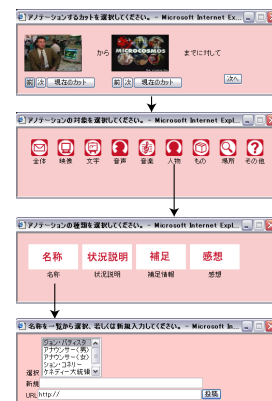 アノテーションするカットを選択してください。 - Microsoft Internet Ex...
MICROCOSMOS
から
までに対して
前 次 現在のカット
前 次 現在のカット
次へ
アノテーションの対象を選択してください。 - Microsoft Internet Expl...
全体 映像 文字 音声 音楽 人物 もの 場所 その他
アノテーションの種類を選択してください。 - Microsoft Internet Expl...
名称 状況説明 補足 感想
名称 状況説明 補足情報 感想
名称を一覧から選択、若しくは新規入力してください。 - Microsoft In...
ジョン・バティスタ
アナウンサー(男)
アナウンサー(女)
ション・コネリー
選択 ケネディー大統領
新規
URL http://
投稿